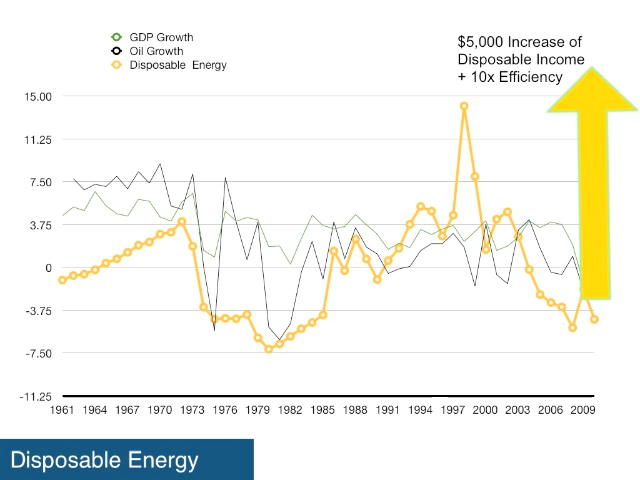 GDP Growth
Oil Growth
Disposable Energy
$5,000 Increase of
Disposable Income
+ 10x Efficiency
15.00
11.25
7.50
3.75
0
-3.75
-7.50
-11.25
1961 1964 1967 1970 1973 1976 1979 1982 1985 1988 1991 1994 1997 2000 2003 2006 2009
Disposable Energy